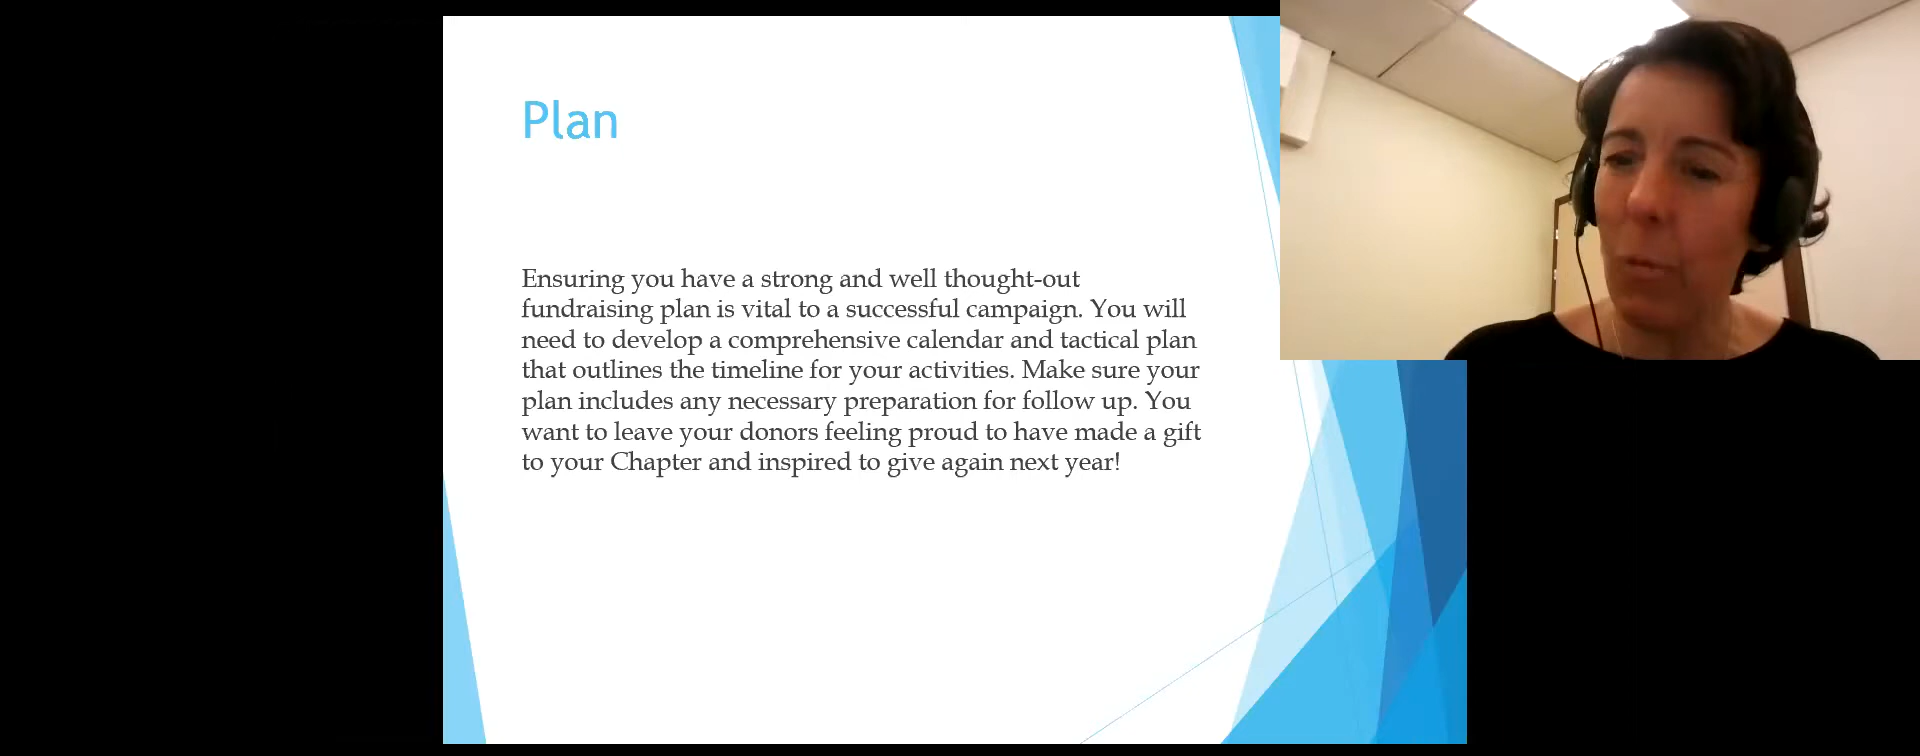 Plan
Ensuring you have a strong and well thought-out
fundraising plan is vital to a successful campaign. You will
need to develop a comprehensive calendar and tactical plan
that outlines the timeline for your activities. Make sure your
plan includes any necessary preparation for follow up. You
want to leave your donors feeling proud to have made a gift
to your Chapter and inspired to give again next year!